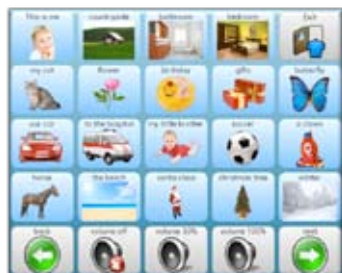 This is me
countryside
bathroom
bedroom
Exit
my cat
flower
birthday
gifts
butterfly
our car
to the hospital
my little brother
soccer
a clown
horse
the beach
santa claus
christmas tree
winter
back
volume off
volume 30%
volume 100%
next